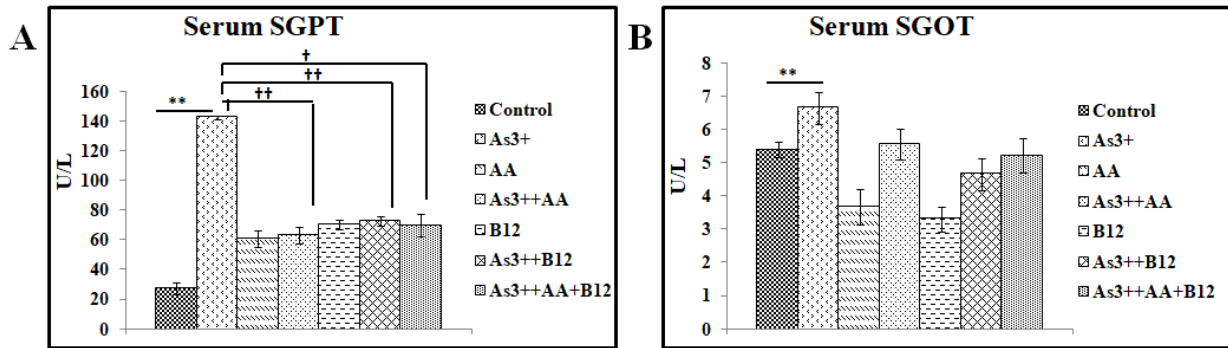 A
Serum SGPT
U/L
160
140
120
100
80
60
40
20
0
**
††
††
†
Control
As3+
AA
As3++AA
B12
As3++B12
As3++AA+B12
B
Serum SGOT
U/L
8
7
6
5
4
3
2
1
0
**
Control
As3+
AA
As3++AA
B12
As3++B12
As3++AA+B12